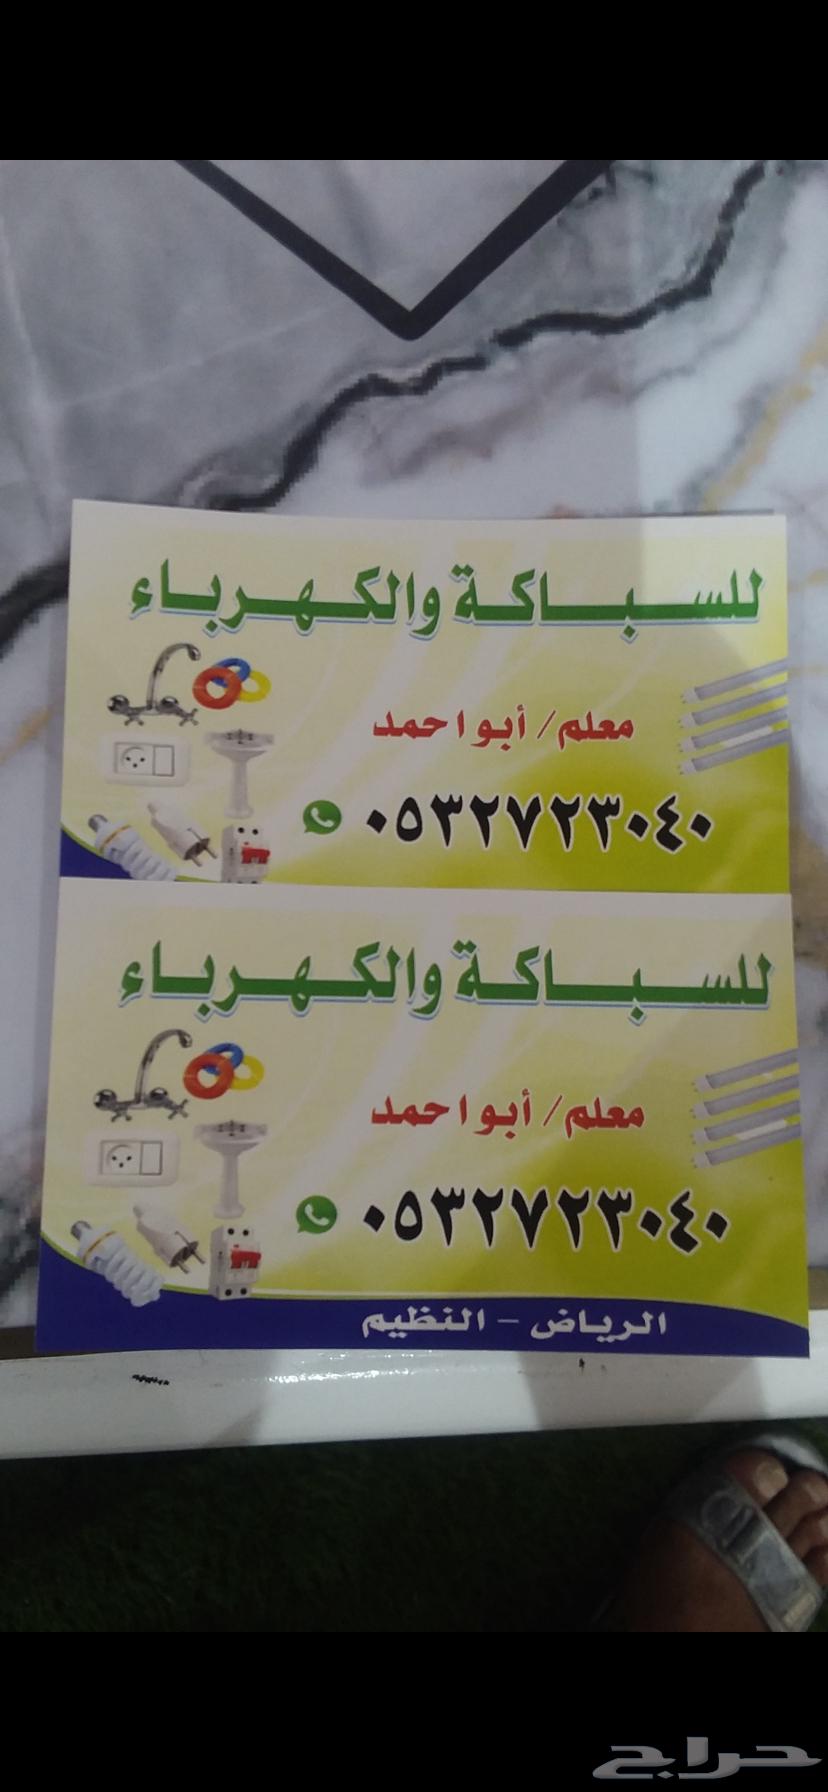 للسباكة والكهرباء
معلم/ أبو احمد
٠٥٣٢٧٢٣٠٤٠
للسباكة والكهرباء
معلم/ أبو احمد
٠٥٣٢٧٢٣٠٤٠
الرياض - النظيم
حراج